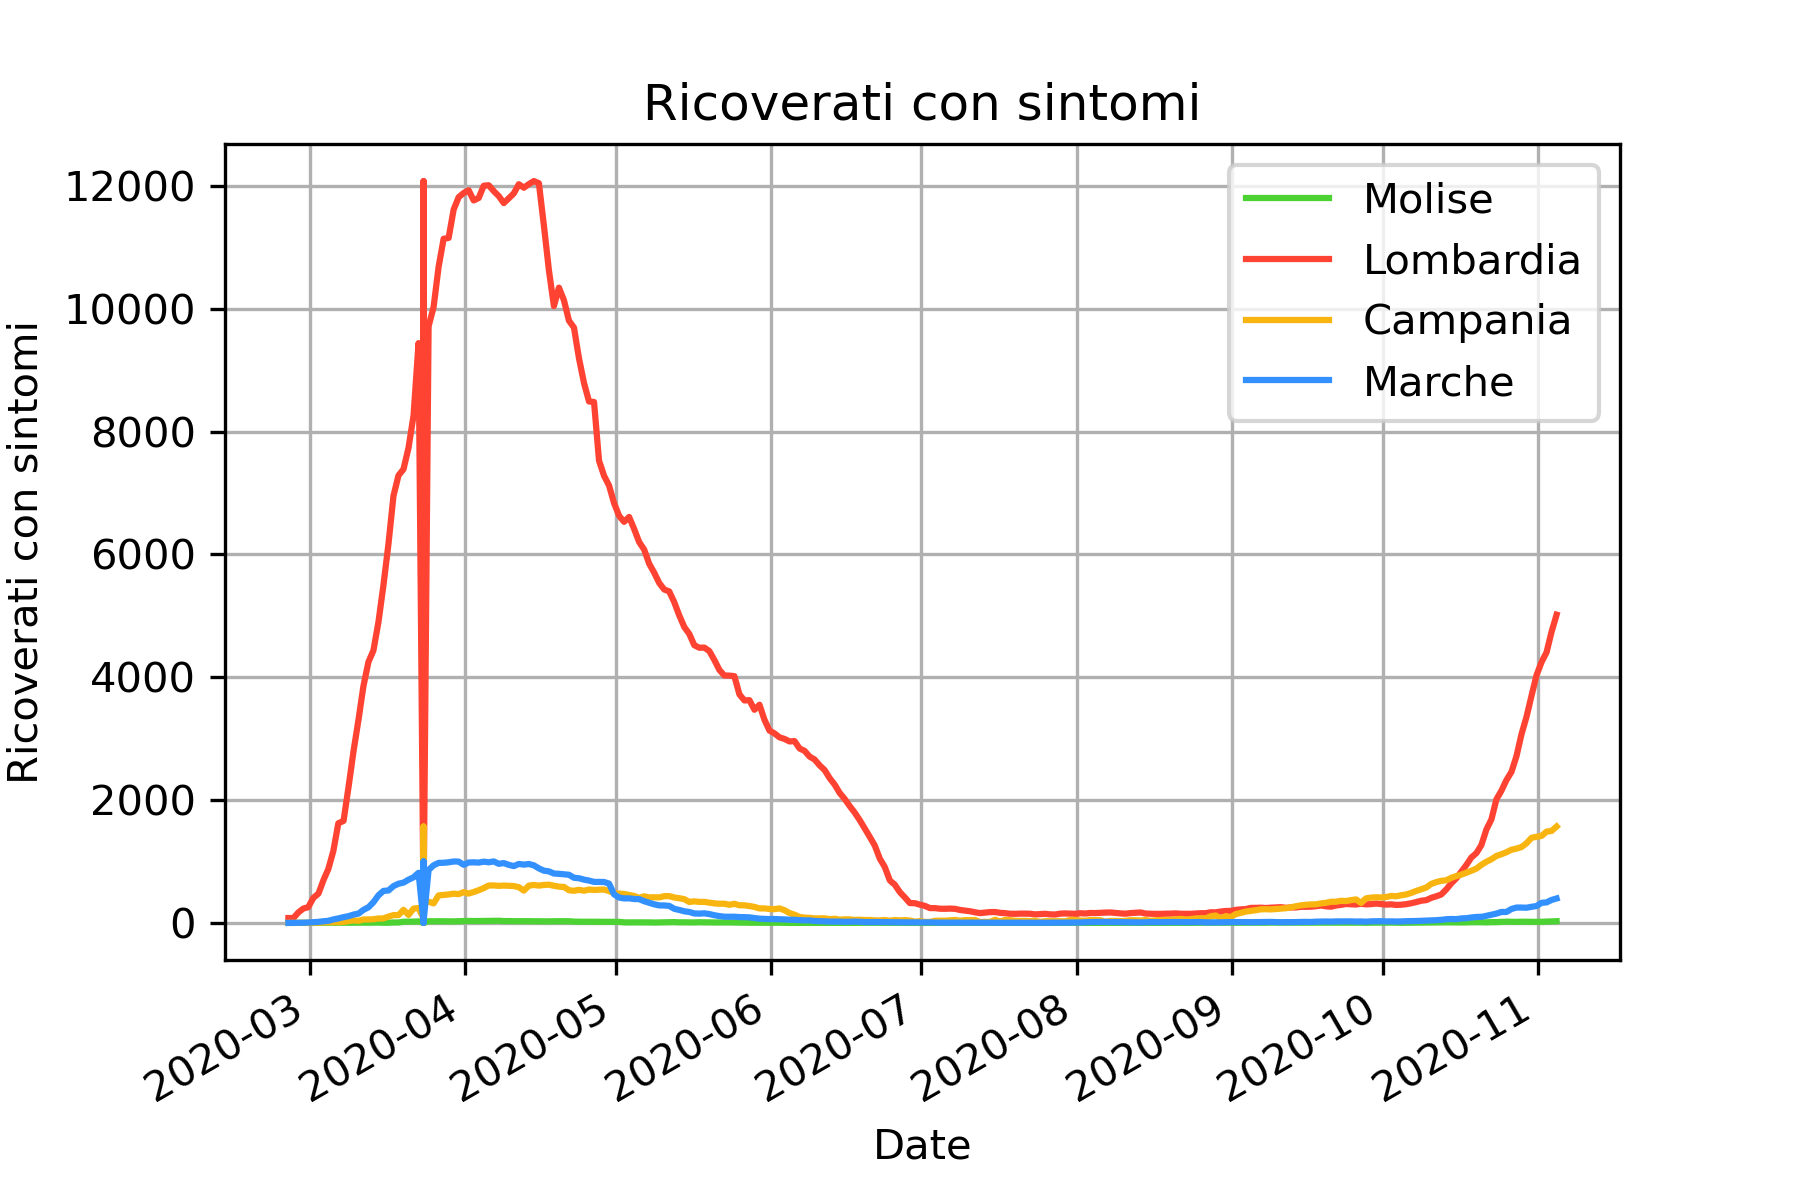 Ricoverati con sintomi
Ricoverati con sintomi
12000
10000
8000
6000
4000
2000
0
Molise
Lombardia
Campania
Marche
2020-03
2020-04
2020-05
2020-06
2020-07
2020-08
2020-09
2020-10
2020-11
Date